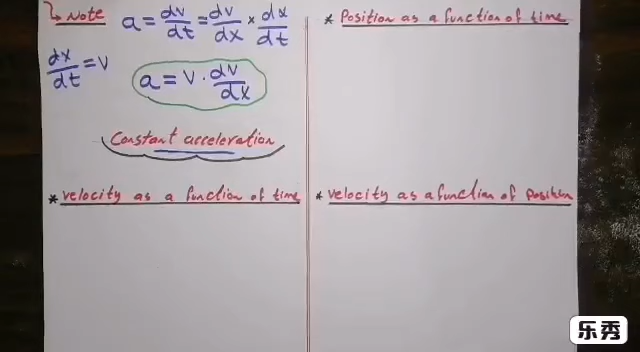 Note
a = dv/dt = dv/dx × dx/dt
dx/dt = v
a = v · dv/dx
Constant acceleration
* velocity as a function of time
* Position as a function of time
* velocity as a function of position
乐秀